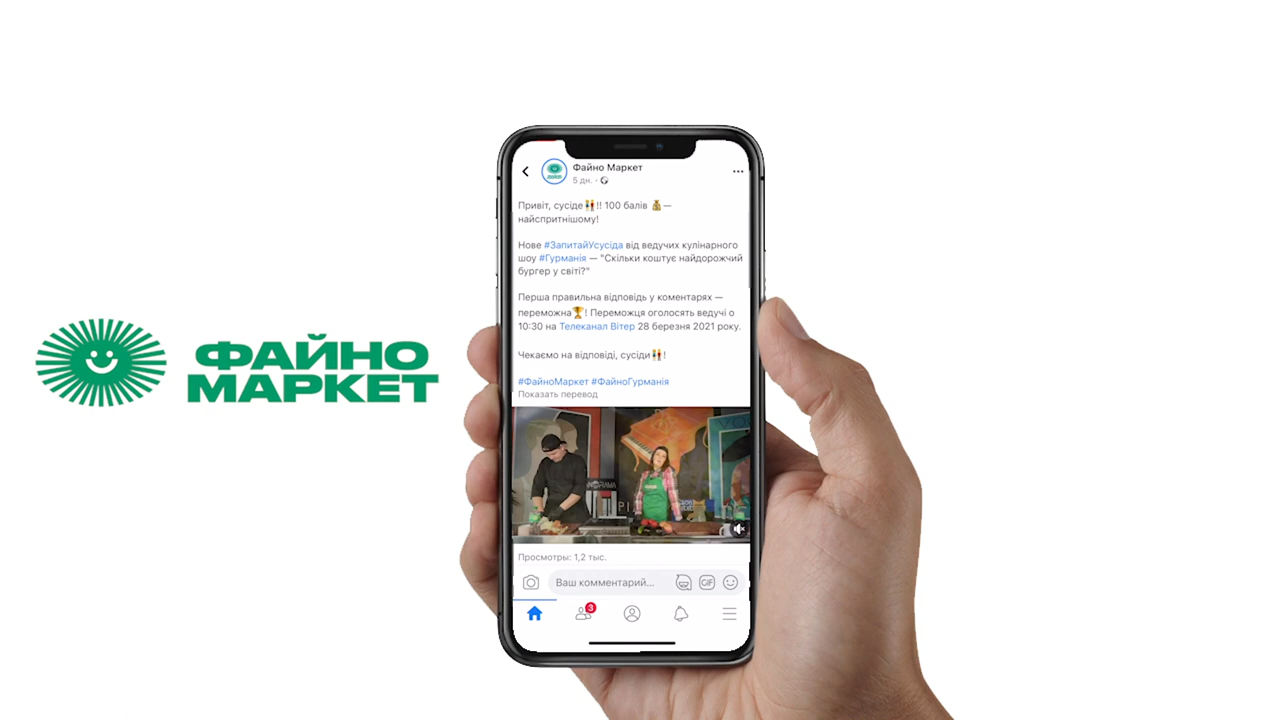 ФАЙНО
МАРКЕТ
Файно Маркет
5 дн. ·
Привіт, сусіде!! 100 балів —
найспритнішому!
Нове #ЗапитайУсусіда від ведучих кулінарного
шоу #Гурманія — "Скільки коштує найдорожчий
бургер у світі?"
Перша правильна відповідь у коментарях —
переможна! Переможця оголосять ведучі о
10:30 на Телеканал Вітер 28 березня 2021 року.
Чекаємо на відповіді, сусіди!
#ФайноМаркет #ФайноГурманія
Показать перевод
Просмотры: 1,2 тыс.
Ваш комментарий...
GIF
3